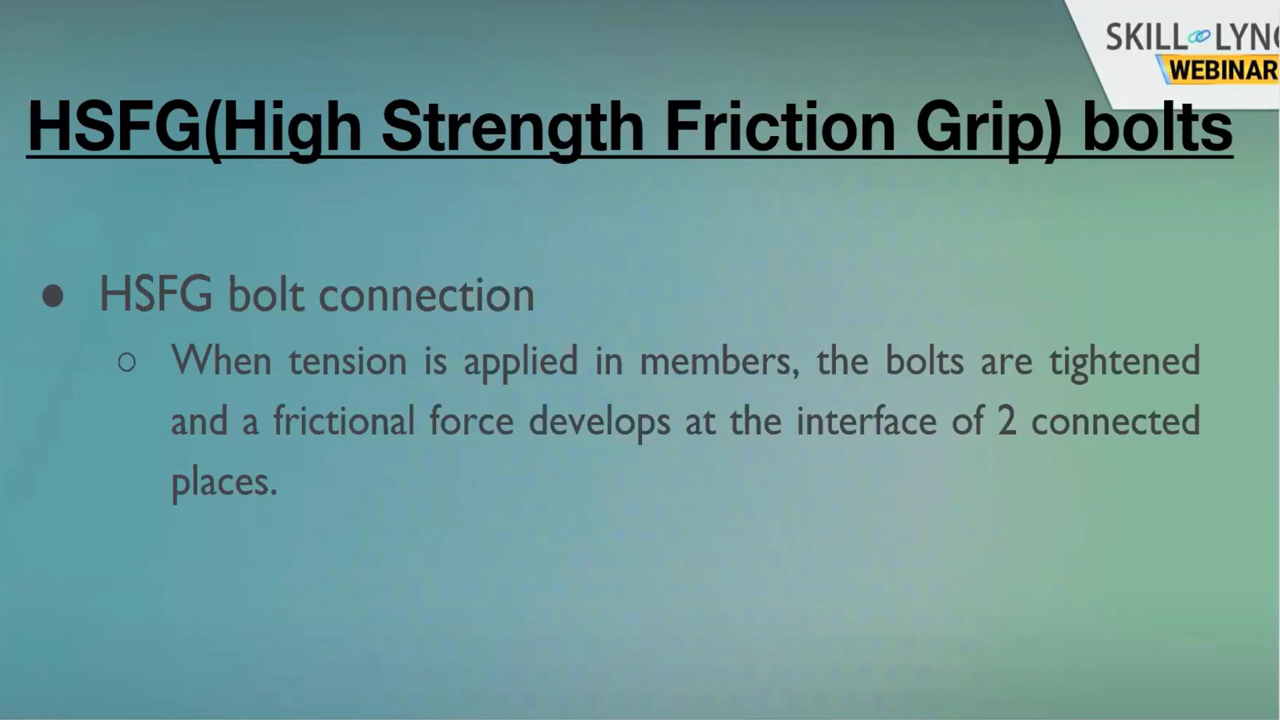 SKILL LYNC
WEBINAR
HSFG(High Strength Friction Grip) bolts
● HSFG bolt connection
○ When tension is applied in members, the bolts are tightened
and a frictional force develops at the interface of 2 connected
places.